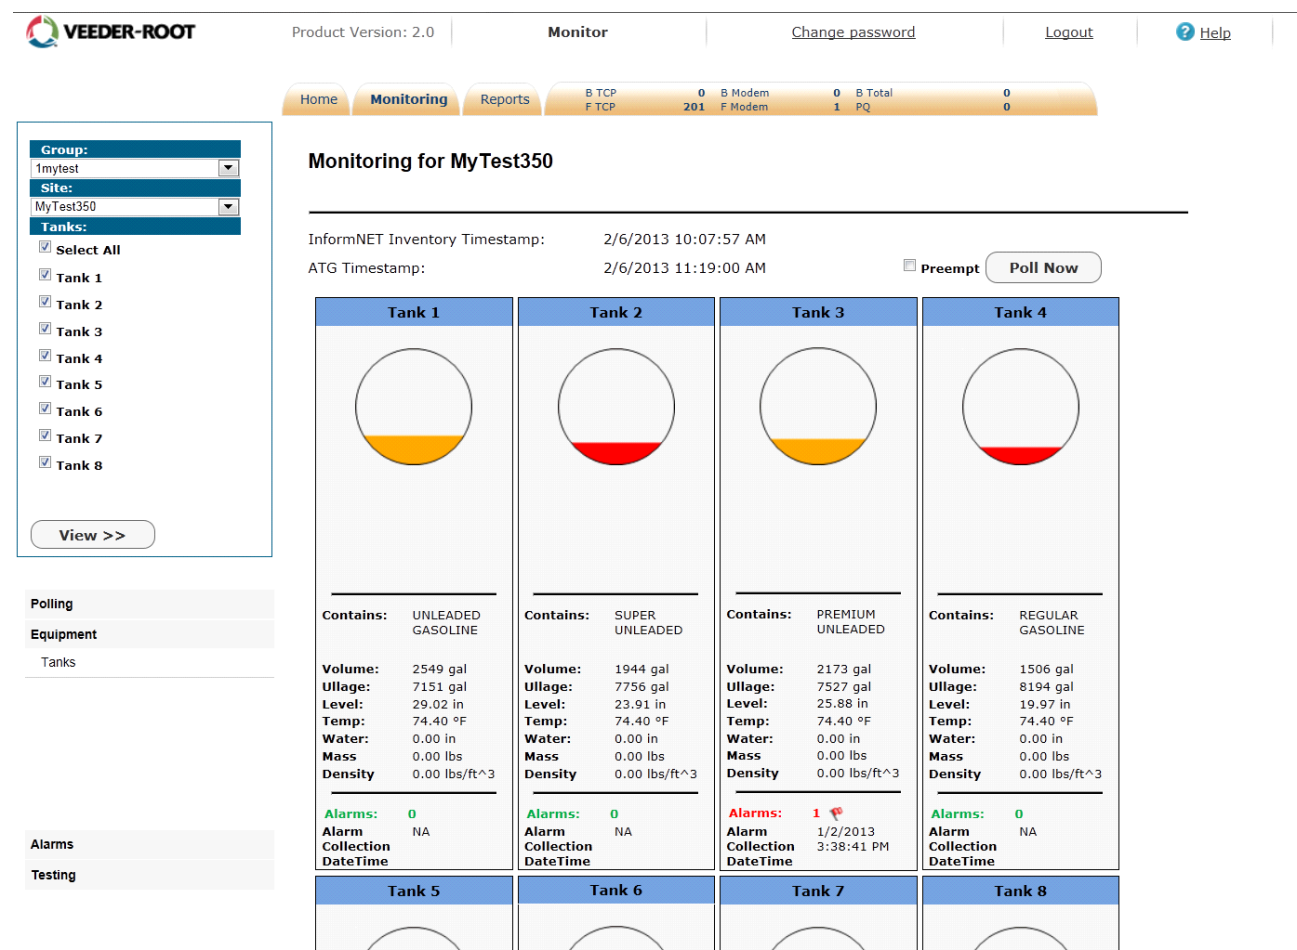 VEEDER-ROOT
Product Version: 2.0
Monitor
Change password
Logout
? Help
Home
Monitoring
Reports
B TCP 0 B Modem 0 B Total 0
F TCP 201 F Modem 1 PQ 0
Group:
1mytest
Site:
MyTest350
Tanks:
Select All
Tank 1
Tank 2
Tank 3
Tank 4
Tank 5
Tank 6
Tank 7
Tank 8
View >>
Polling
Equipment
Tanks
Alarms
Testing
Monitoring for MyTest350
InformNET Inventory Timestamp: 2/6/2013 10:07:57 AM
ATG Timestamp: 2/6/2013 11:19:00 AM
Preempt
Poll Now
Tank 1
Contains: UNLEADED
GASOLINE
Volume: 2549 gal
Ullage: 7151 gal
Level: 29.02 in
Temp: 74.40 °F
Water: 0.00 in
Mass 0.00 lbs
Density 0.00 lbs/ft^3
Alarms: 0
Alarm NA
Collection
DateTime
Tank 2
Contains: SUPER
UNLEADED
Volume: 1944 gal
Ullage: 7756 gal
Level: 23.91 in
Temp: 74.40 °F
Water: 0.00 in
Mass 0.00 lbs
Density 0.00 lbs/ft^3
Alarms: 0
Alarm NA
Collection
DateTime
Tank 3
Contains: PREMIUM
UNLEADED
Volume: 2173 gal
Ullage: 7527 gal
Level: 25.88 in
Temp: 74.40 °F
Water: 0.00 in
Mass 0.00 lbs
Density 0.00 lbs/ft^3
Alarms: 1
Alarm 1/2/2013
Collection 3:38:41 PM
DateTime
Tank 4
Contains: REGULAR
GASOLINE
Volume: 1506 gal
Ullage: 8194 gal
Level: 19.97 in
Temp: 74.40 °F
Water: 0.00 in
Mass 0.00 lbs
Density 0.00 lbs/ft^3
Alarms: 0
Alarm NA
Collection
DateTime
Tank 5
Tank 6
Tank 7
Tank 8